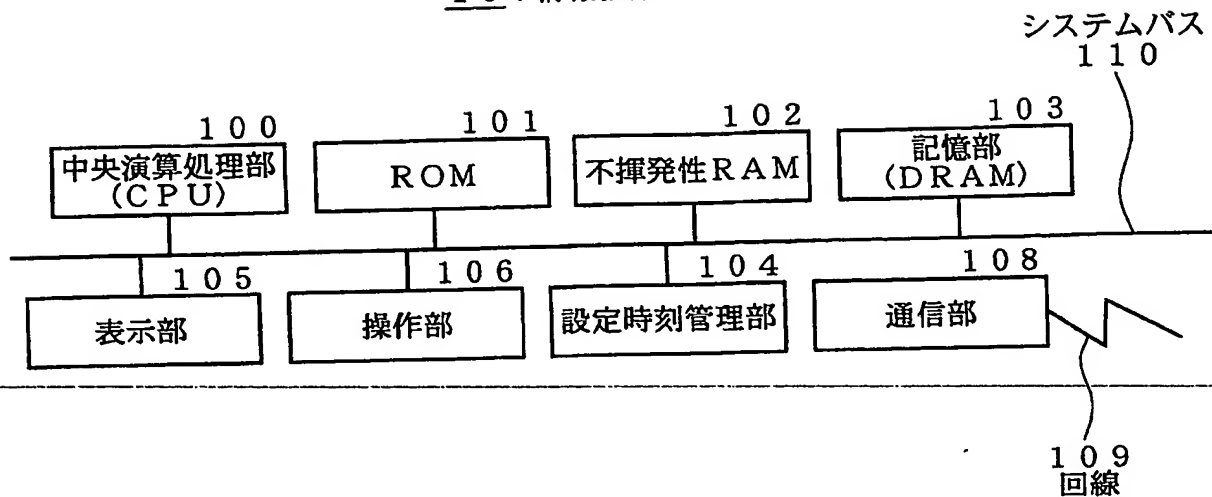 システムバス
110
100
101
102
103
中央演算処理部
(CPU)
ROM
不揮発性RAM
記憶部
(DRAM)
105
106
104
108
表示部
操作部
設定時刻管理部
通信部
109
回線